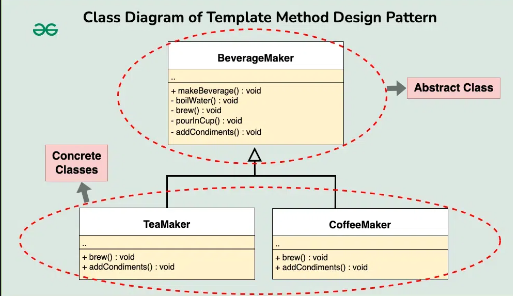 Class Diagram of Template Method Design Pattern
BeverageMaker
..
+ makeBeverage() : void
- boilWater() : void
- brew() : void
- pourInCup() : void
- addCondiments() : void
Abstract Class
Concrete
Classes
TeaMaker
..
+ brew() : void
+ addCondiments() : void
CoffeeMaker
..
+ brew() : void
+ addCondiments() : void